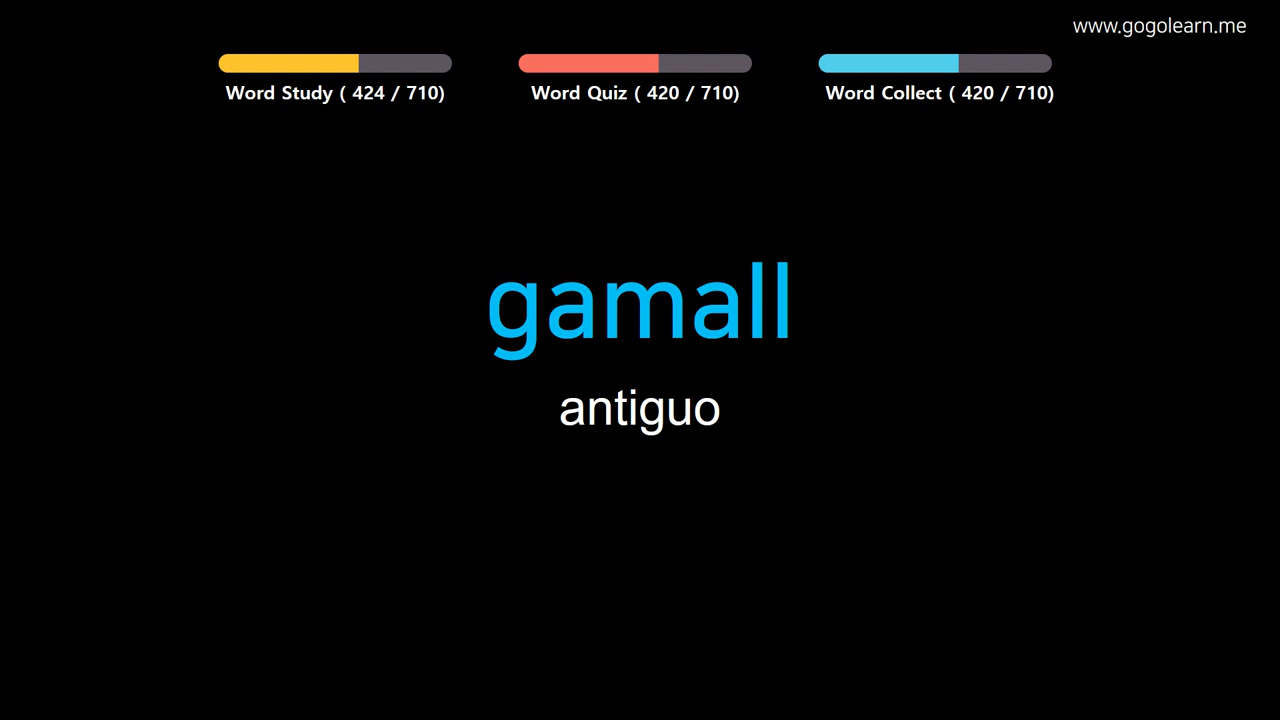 www.gogolearn.me
Word Study ( 424 / 710)
Word Quiz ( 420 / 710)
Word Collect ( 420 / 710)
gamall
antiguo